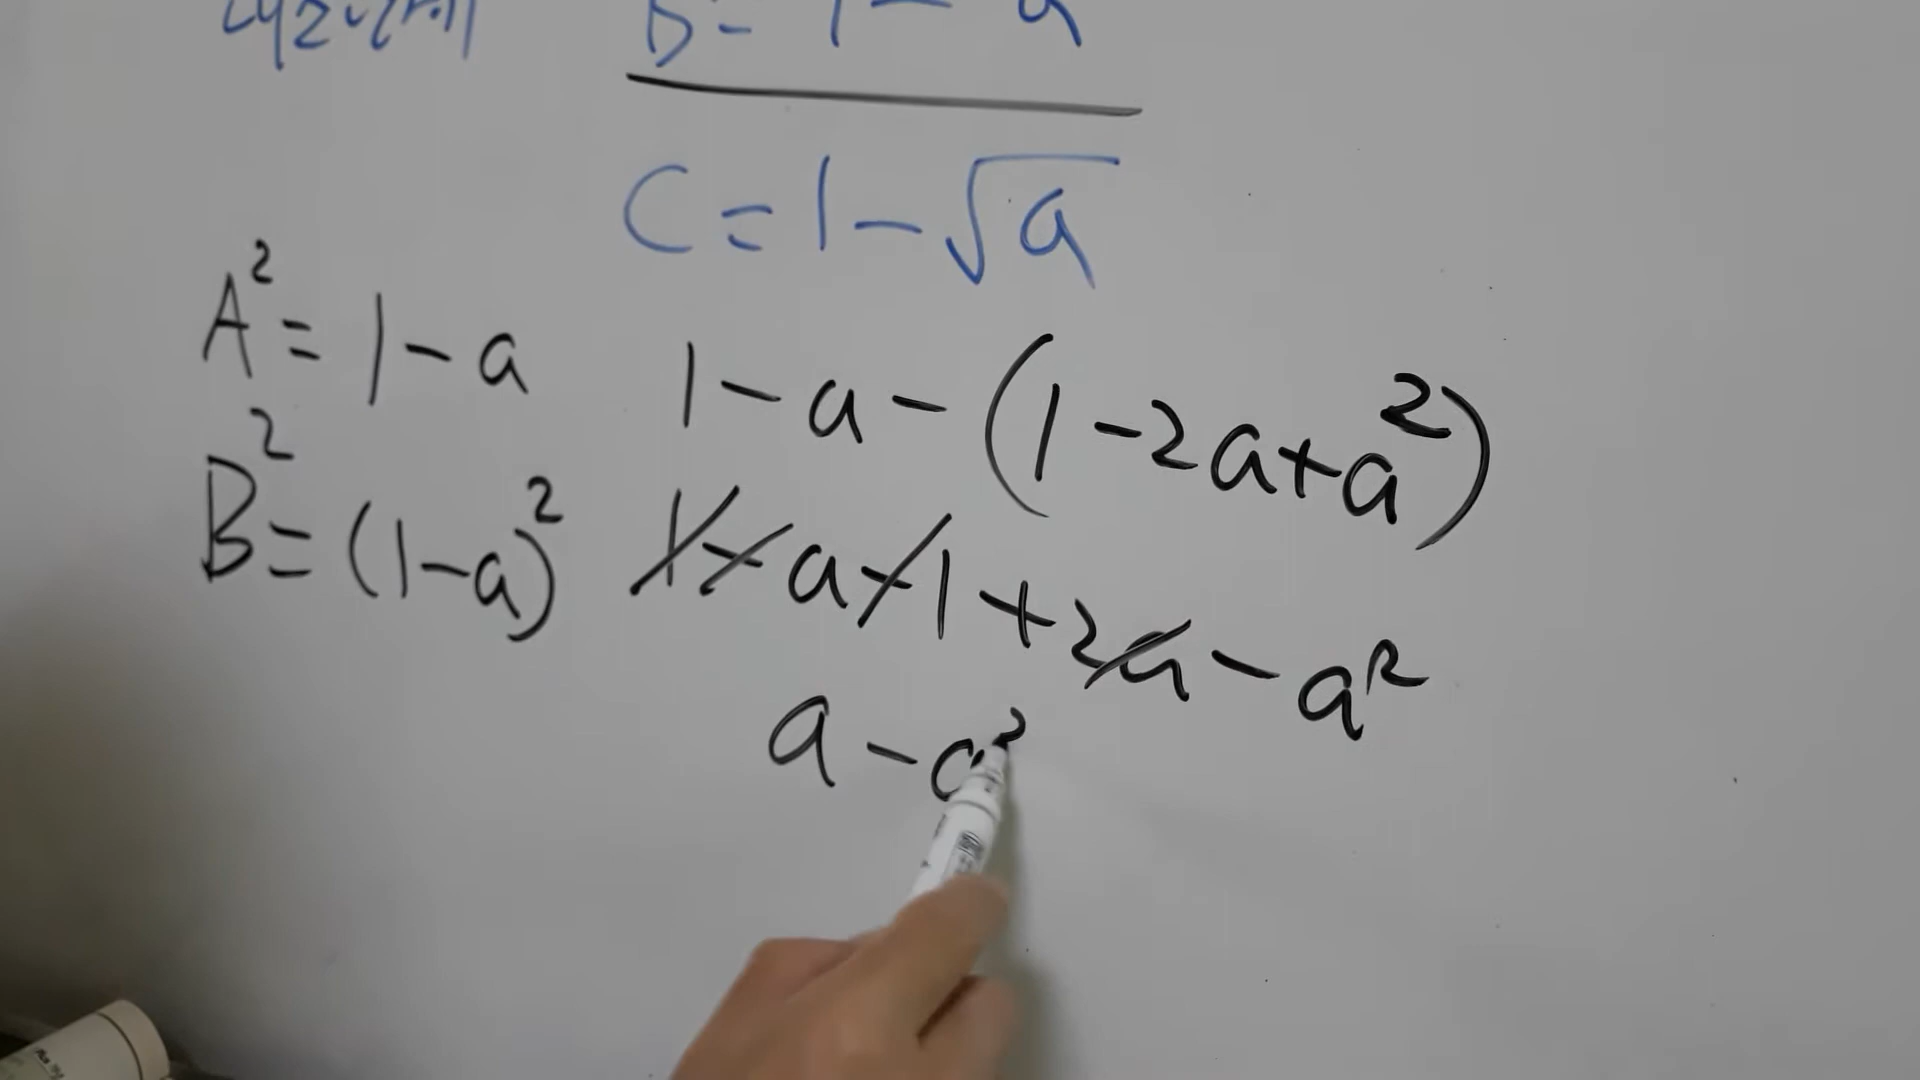 B = 1 - a
C = 1 - √a
A² = 1 - a
1 - a - (1 - 2a + a²)
B² = (1 - a)²
1 - a - 1 + 2a - a²
a - a²